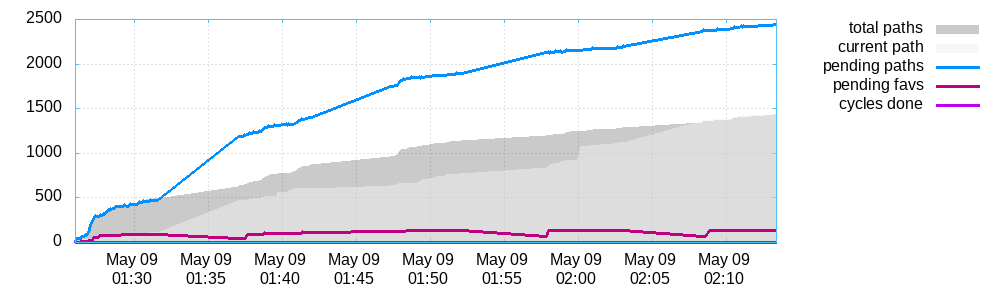 2500
2000
1500
1000
500
0
May 09 May 09 May 09 May 09 May 09 May 09 May 09 May 09 May 09
01:30 01:35 01:40 01:45 01:50 01:55 02:00 02:05 02:10
total paths
current path
pending paths
pending favs
cycles done